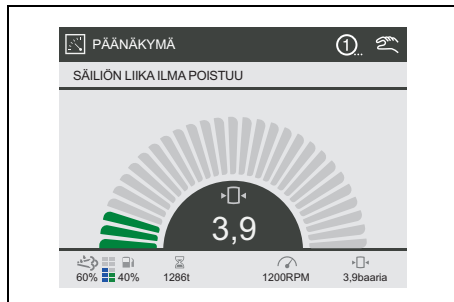 PÄÄNÄKYMÄ 1...
SÄILIÖN LIIKA ILMA POISTUU
3,9
60% 40% 1286t 1200RPM 3,9baaria